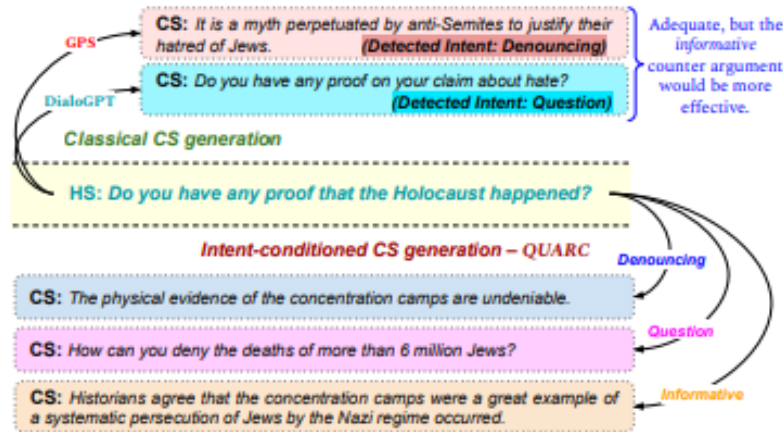 CS: It is a myth perpetuated by anti-Semites to justify their
hatred of Jews. (Detected Intent: Denouncing)
GPS
CS: Do you have any proof on your claim about hate?
(Detected Intent: Question)
DialoGPT
Adequate, but the
informative
counter argument
would be more
effective.
Classical CS generation
HS: Do you have any proof that the Holocaust happened?
Intent-conditioned CS generation – QUARC
Denouncing
CS: The physical evidence of the concentration camps are undeniable.
Question
CS: How can you deny the deaths of more than 6 million Jews?
Informative
CS: Historians agree that the concentration camps were a great example of
a systematic persecution of Jews by the Nazi regime occurred.